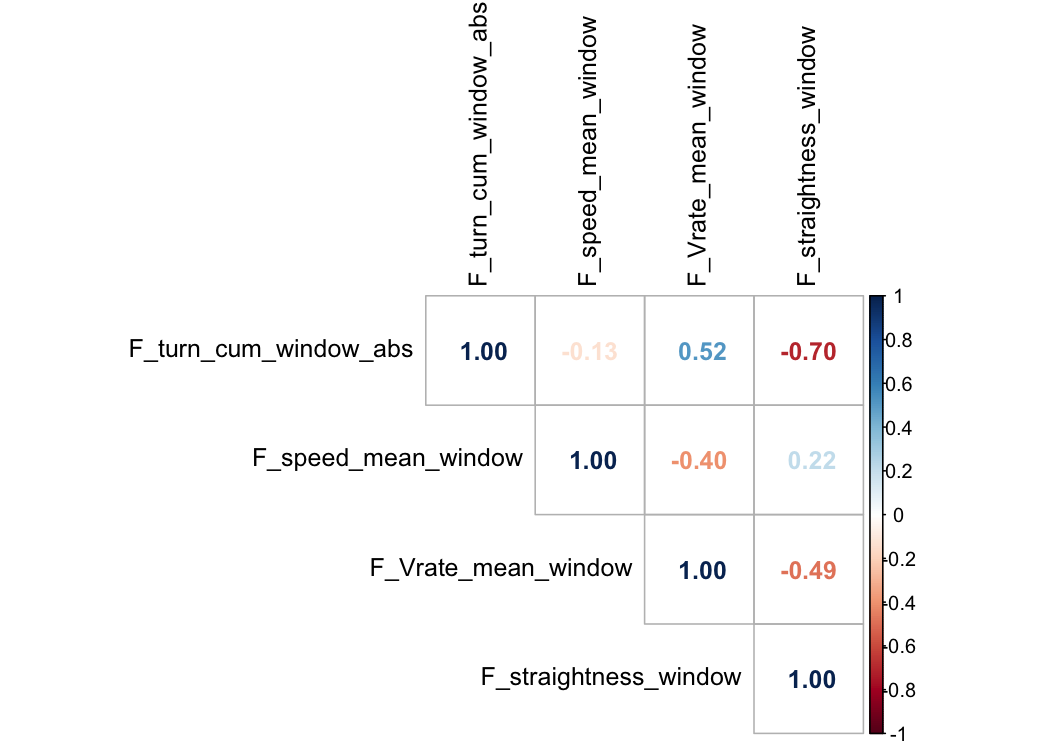 F_turn_cum_window_abs
F_speed_mean_window
F_Vrate_mean_window
F_straightness_window
F_turn_cum_window_abs 1.00 -0.13 0.52 -0.70
F_speed_mean_window 1.00 -0.40 0.22
F_Vrate_mean_window 1.00 -0.49
F_straightness_window 1.00
1
0.8
0.6
0.4
0.2
0
-0.2
-0.4
-0.6
-0.8
-1